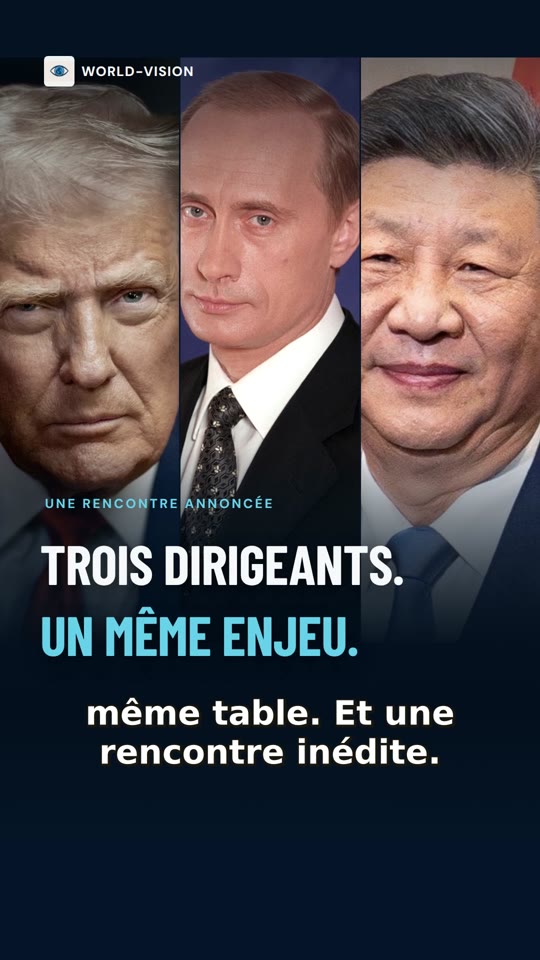 WORLD-VISION
UNE RENCONTRE ANNONCÉE
TROIS DIRIGEANTS.
UN MÊME ENJEU.
même table. Et une
rencontre inédite.